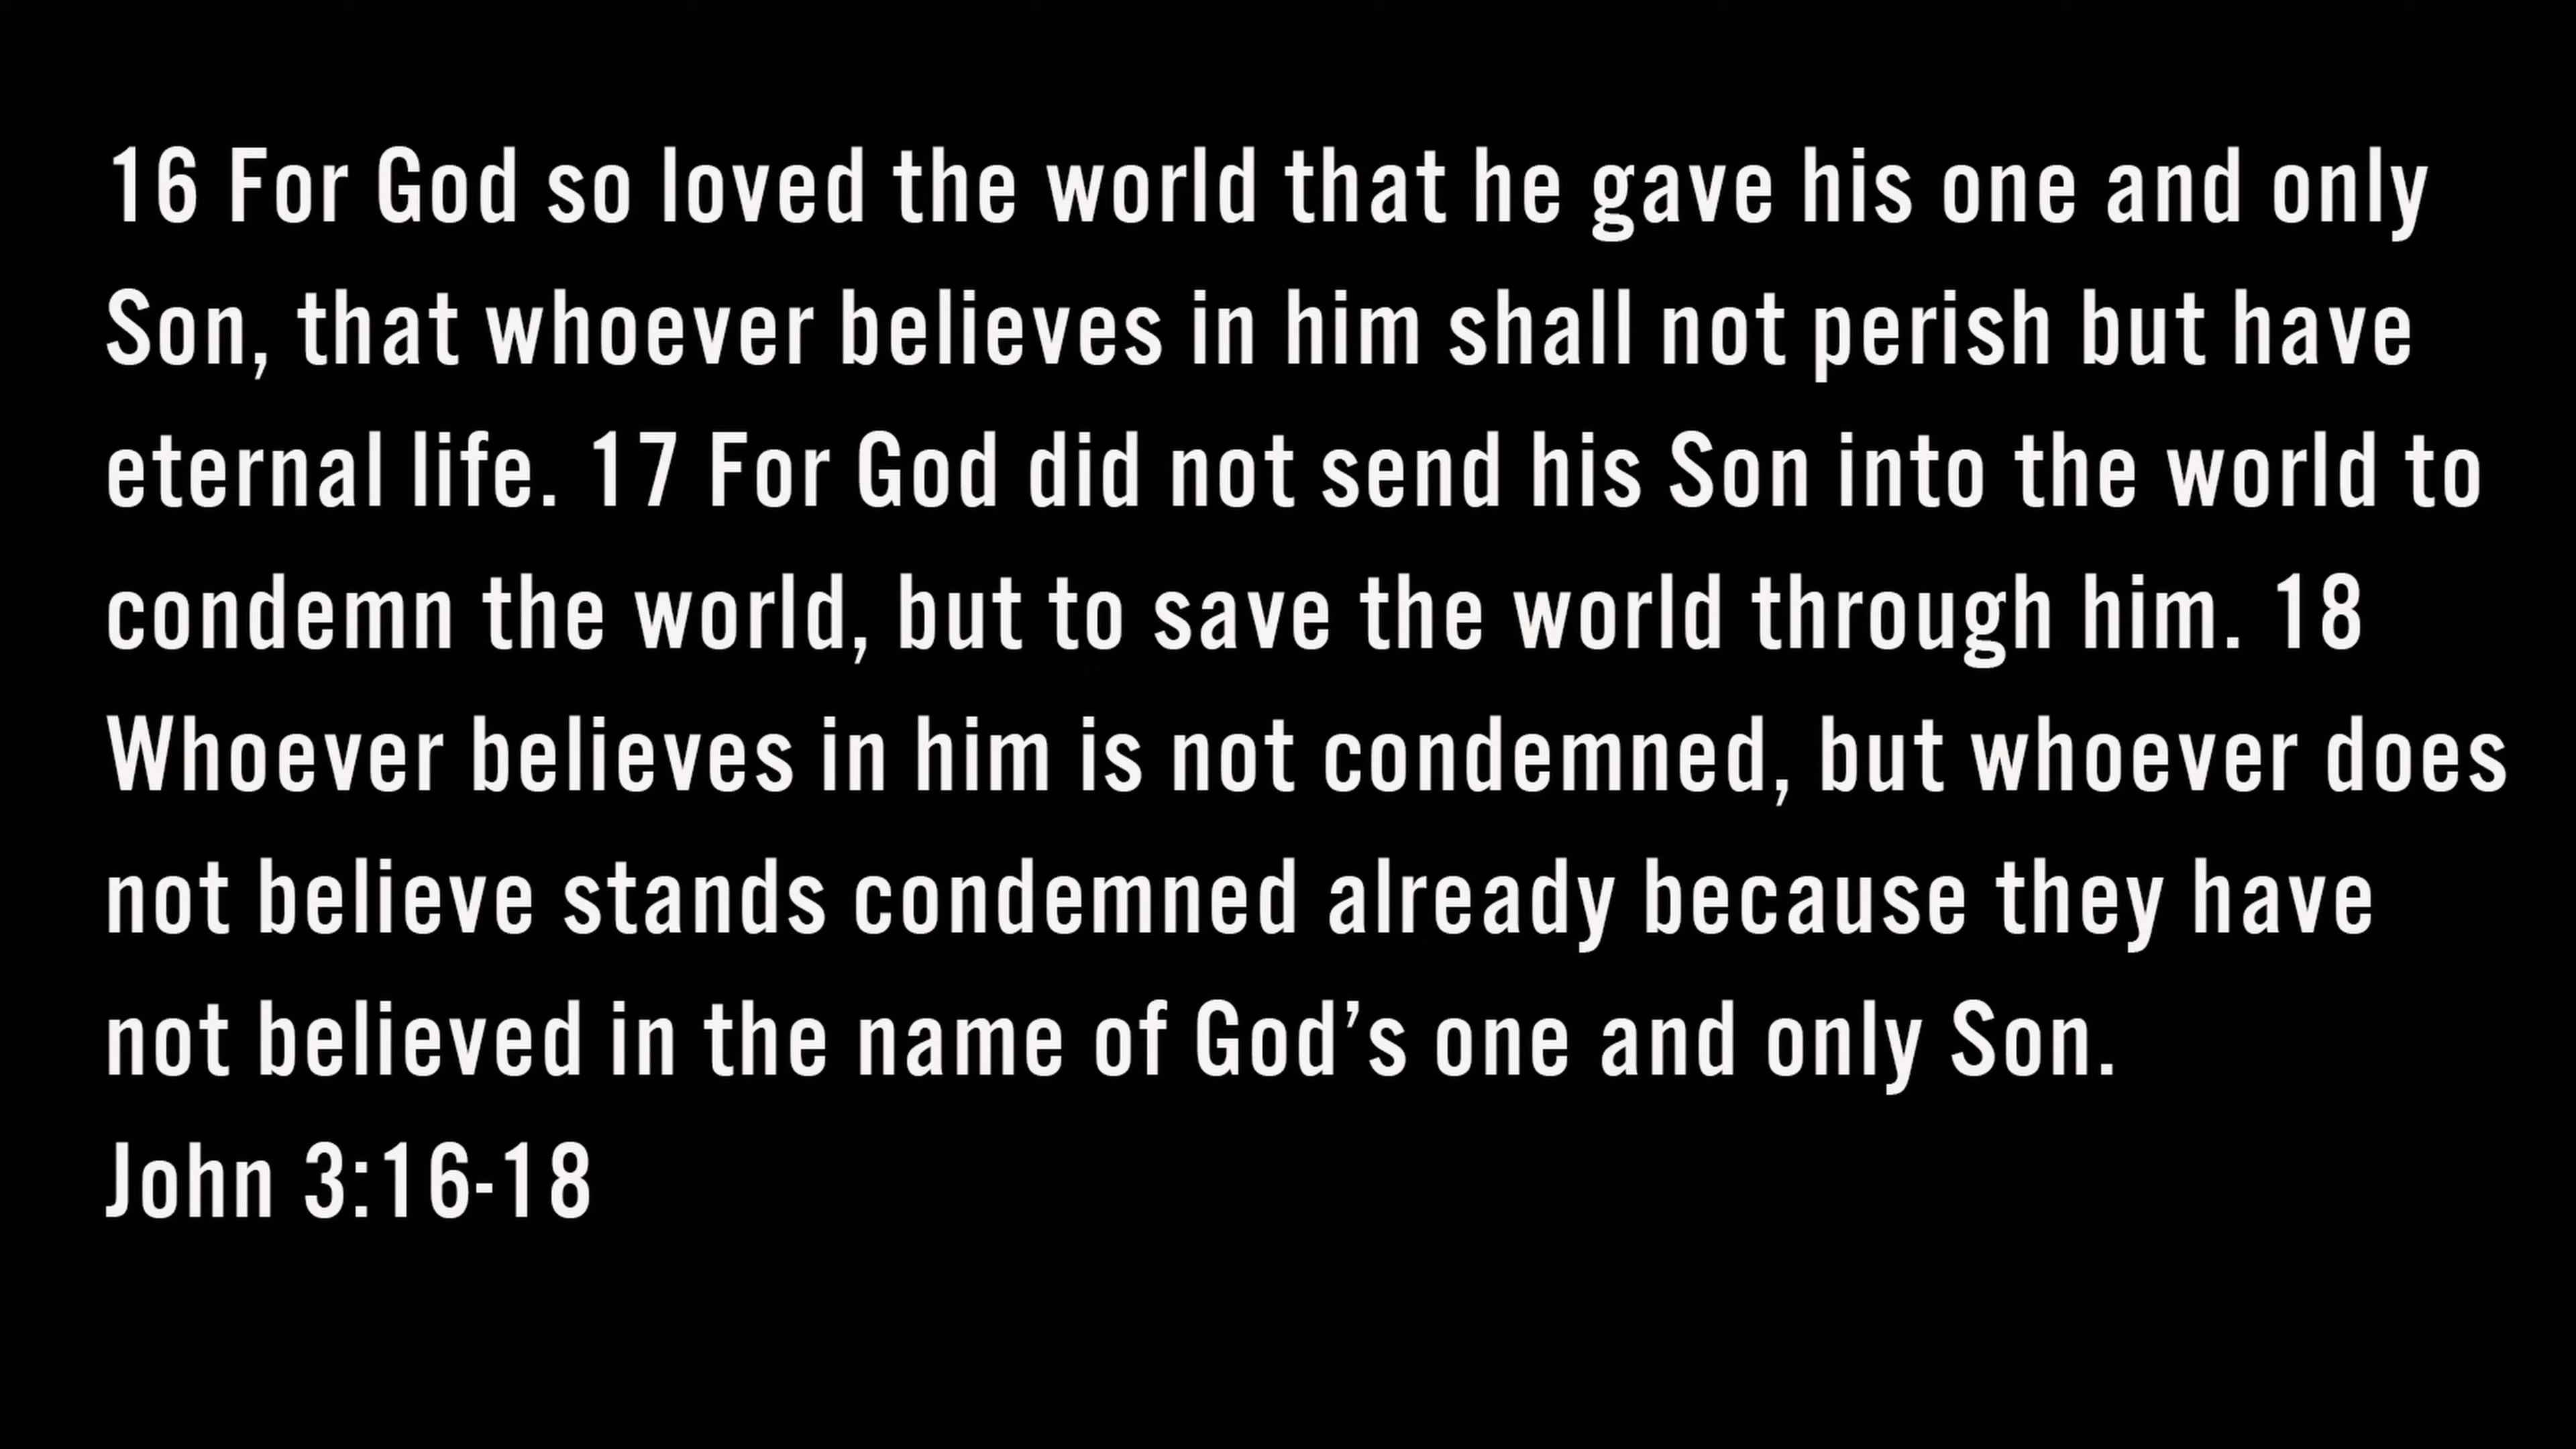 16 For God so loved the world that he gave his one and only
Son, that whoever believes in him shall not perish but have
eternal life. 17 For God did not send his Son into the world to
condemn the world, but to save the world through him. 18
Whoever believes in him is not condemned, but whoever does
not believe stands condemned already because they have
not believed in the name of God’s one and only Son.
John 3:16-18